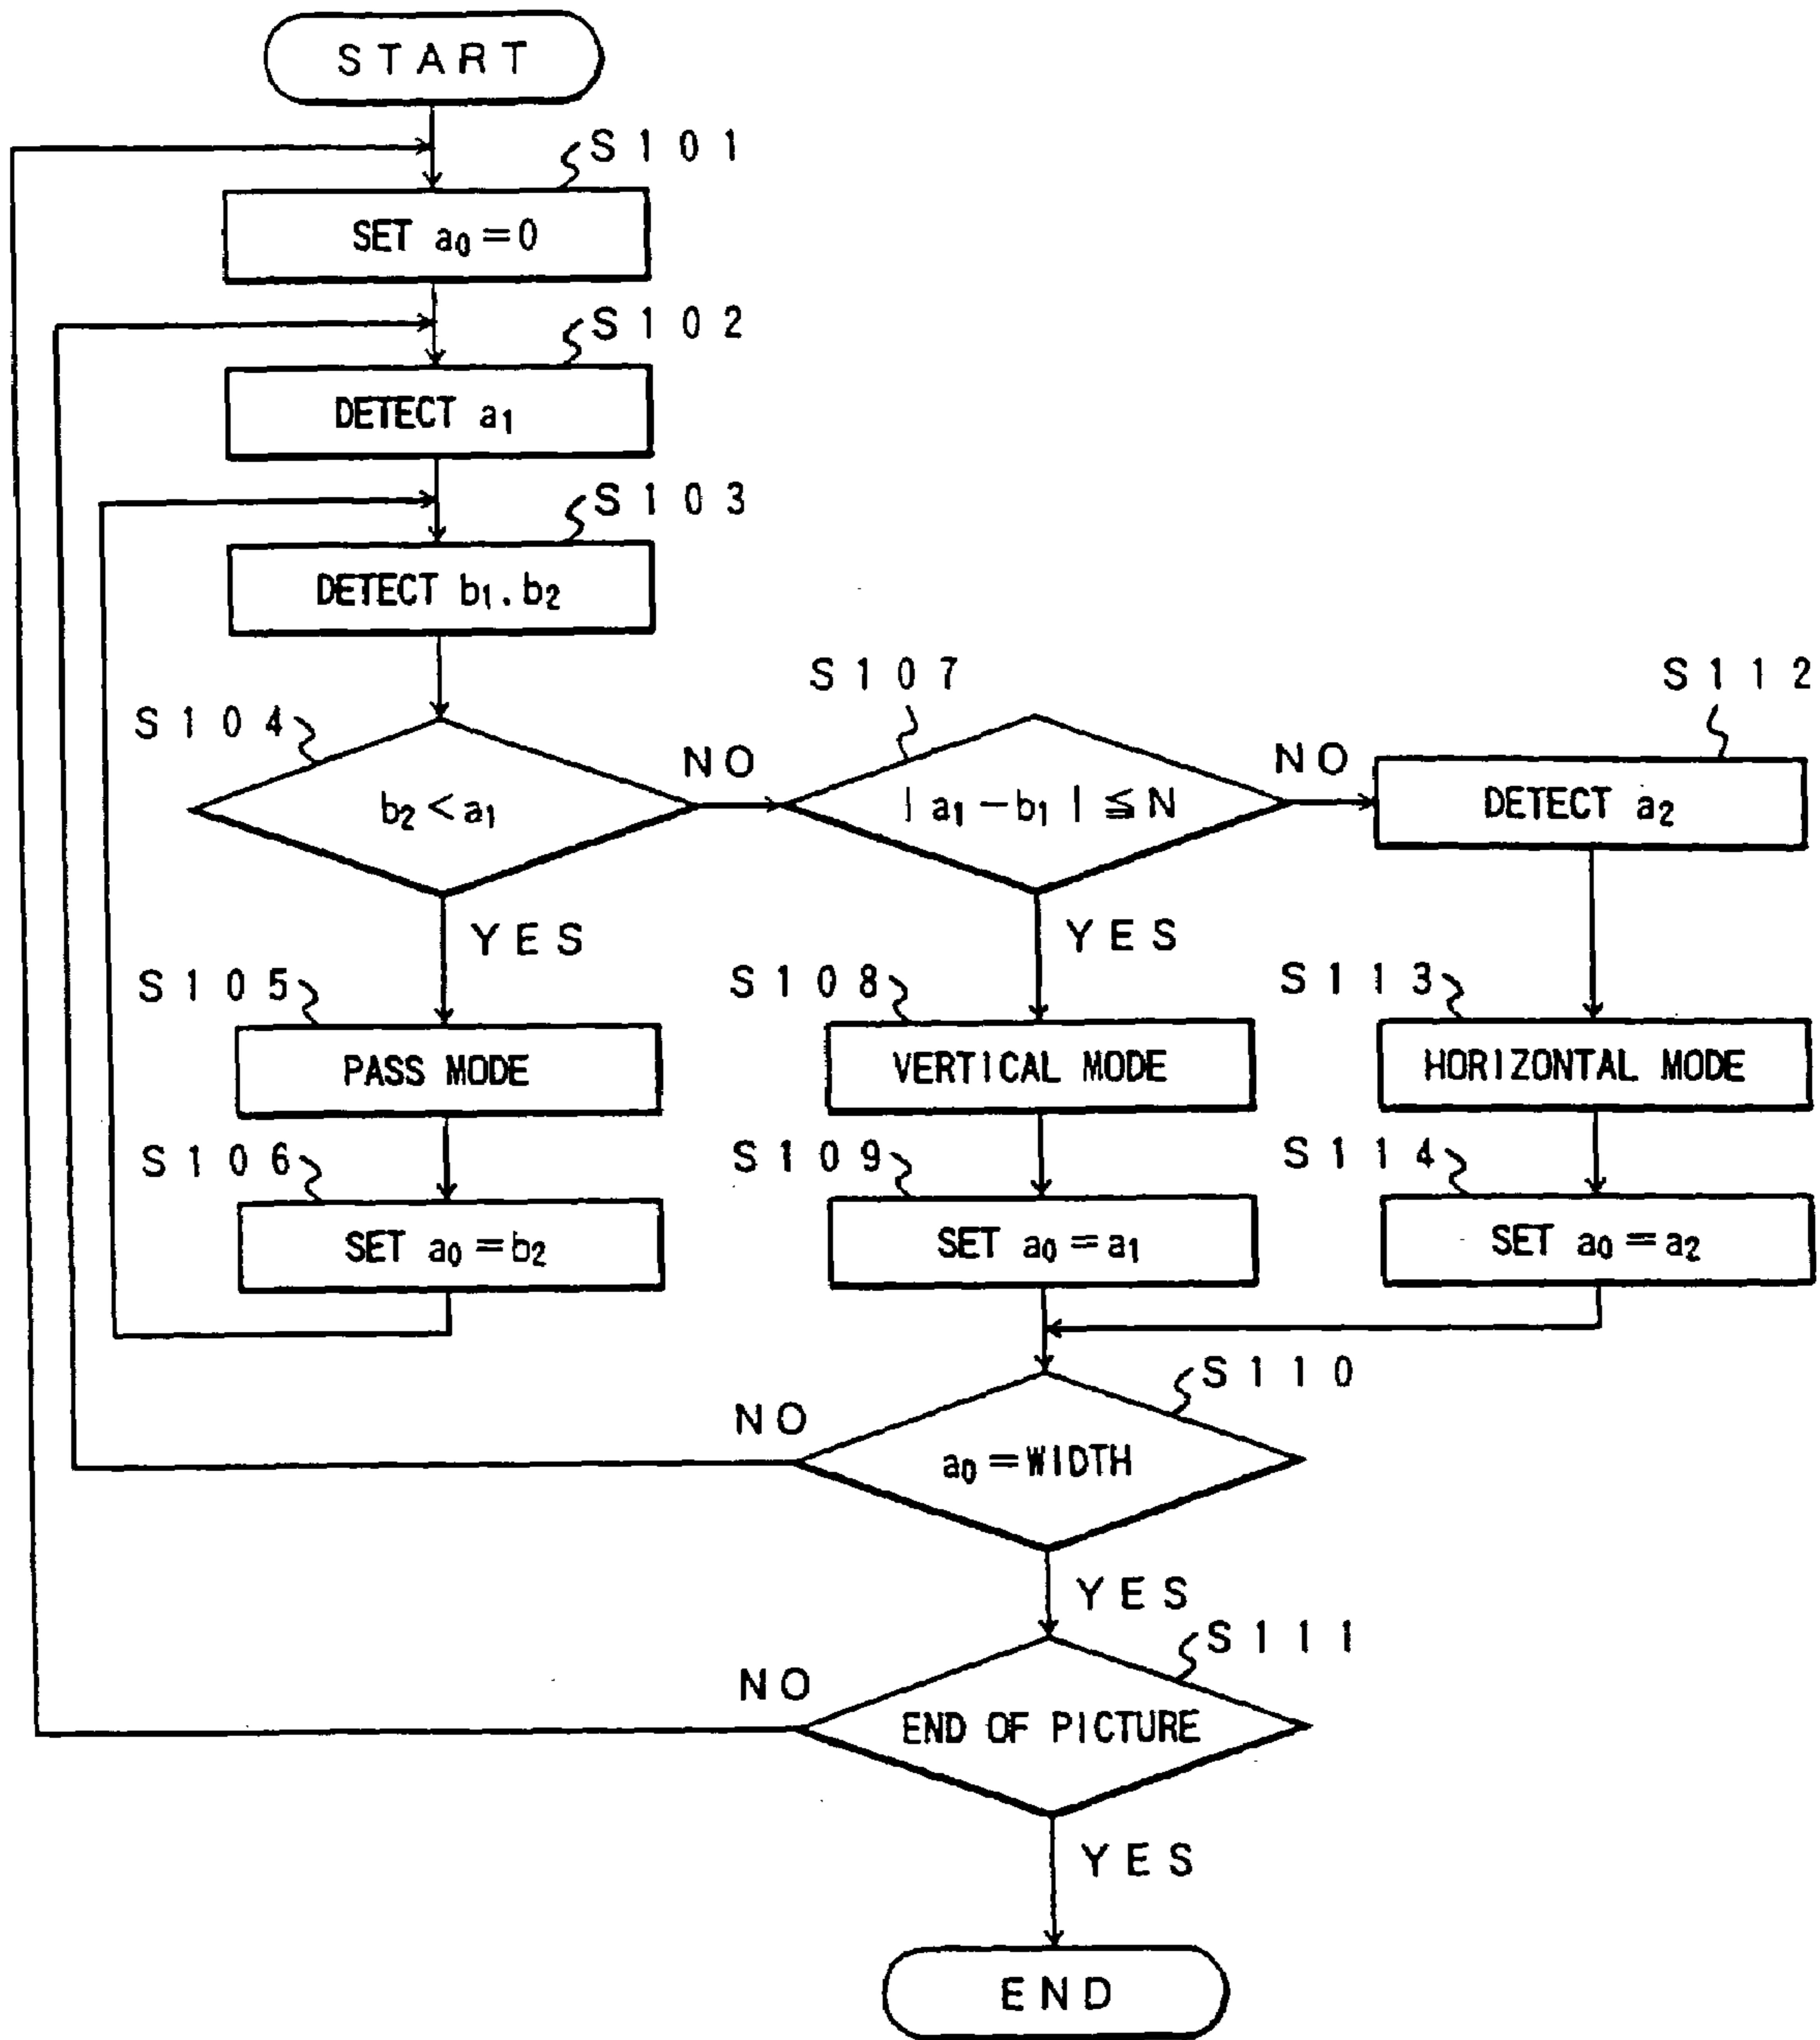 START
S101
SET a₀=0
S102
DETECT a₁
S103
DETECT b₁.b₂
S107
S112
S104
NO
NO
b₂<a₁
|a₁−b₁|≦N
DETECT a₂
YES
YES
S105
S108
S113
PASS MODE
VERTICAL MODE
HORIZONTAL MODE
S106
S109
S114
SET a₀=b₂
SET a₀=a₁
SET a₀=a₂
S110
NO
a₀=WIDTH
YES
S111
NO
END OF PICTURE
YES
END